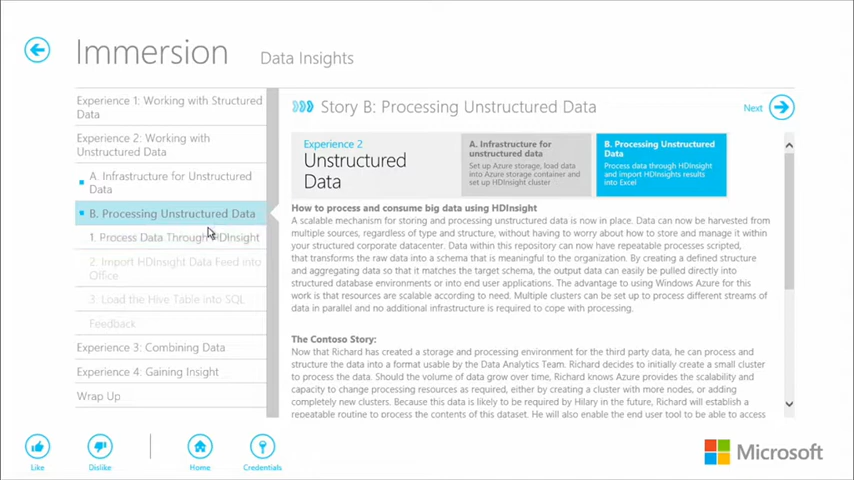 Immersion Data Insights
Experience 1: Working with Structured
Data
Experience 2: Working with
Unstructured Data
A. Infrastructure for Unstructured
Data
B. Processing Unstructured Data
1. Process Data Through HDInsight
2. Import HDInsight Data Feed into
Office
3. Load the Hive Table into SQL
Feedback
Experience 3: Combining Data
Experience 4: Gaining Insight
Wrap Up
Story B: Processing Unstructured Data
Next
Experience 2
Unstructured
Data
A. Infrastructure for
unstructured data
Set up Azure storage, load data
into Azure storage container and
set up HDInsight cluster
B. Processing Unstructured
Data
Process data through HDInsight
and import HDInsights results
into Excel
How to process and consume big data using HDInsight
A scalable mechanism for storing and processing unstructured data is now in place. Data can now be harvested from
multiple sources, regardless of type and structure, without having to worry about how to store and manage it within
your structured corporate datacenter. Data within this repository can now have repeatable processes scripted,
that transforms the raw data into a schema that is meaningful to the organization. By creating a defined structure
and aggregating data so that it matches the target schema, the output data can easily be pulled directly into
structured database environments or into end user applications. The advantage to using Windows Azure for this
work is that resources are scalable according to need. Multiple clusters can be set up to process different streams of
data in parallel and no additional infrastructure is required to cope with processing.
The Contoso Story:
Now that Richard has created a storage and processing environment for the third party data, he can process and
structure the data into a format usable by the Data Analytics Team. Richard decides to initially create a small cluster
to process the data. Should the volume of data grow over time, Richard knows Azure provides the scalability and
capacity to change processing resources as required, either by creating a cluster with more nodes, or adding
completely new clusters. Because this data is likely to be required by Hilary in the future, Richard will establish a
repeatable routine to process the contents of this dataset. He will also enable the end user tool to be able to access
Like
Dislike
Home
Credentials
Microsoft